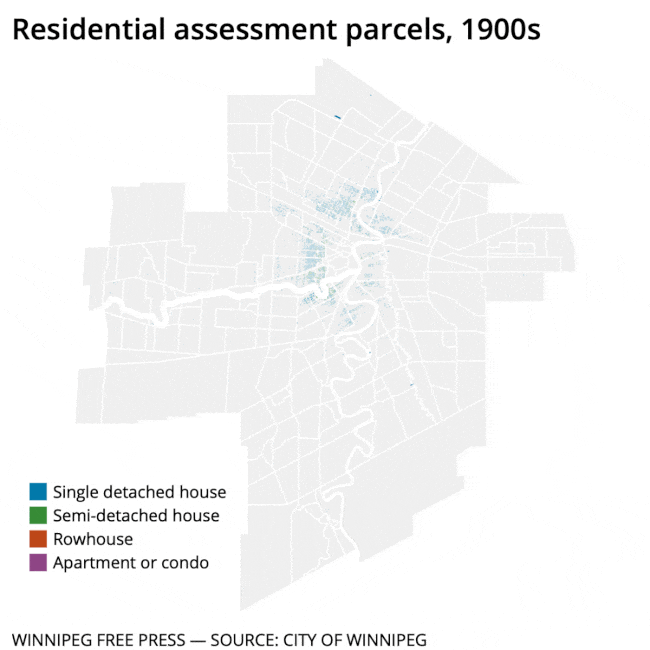 Residential assessment parcels, 1900s
Single detached house
Semi-detached house
Rowhouse
Apartment or condo
WINNIPEG FREE PRESS — SOURCE: CITY OF WINNIPEG